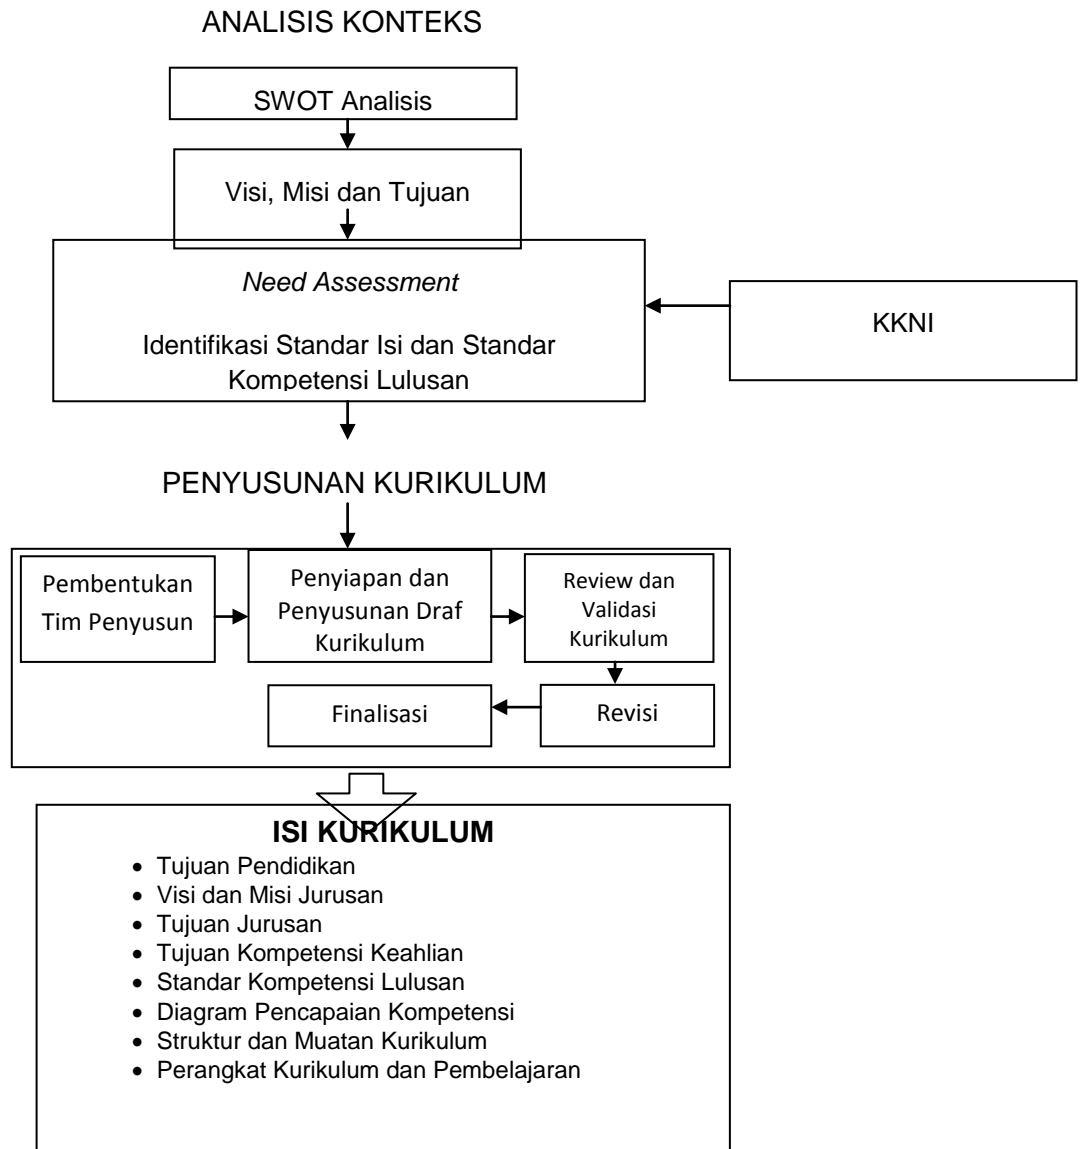 ANALISIS KONTEKS
SWOT Analisis
Visi, Misi dan Tujuan
Need Assessment
Identifikasi Standar Isi dan Standar
Kompetensi Lulusan
KKNI
PENYUSUNAN KURIKULUM
Pembentukan
Tim Penyusun
Penyiapan dan
Penyusunan Draf
Kurikulum
Review dan
Validasi
Kurikulum
Revisi
Finalisasi
ISI KURIKULUM
• Tujuan Pendidikan
• Visi dan Misi Jurusan
• Tujuan Jurusan
• Tujuan Kompetensi Keahlian
• Standar Kompetensi Lulusan
• Diagram Pencapaian Kompetensi
• Struktur dan Muatan Kurikulum
• Perangkat Kurikulum dan Pembelajaran